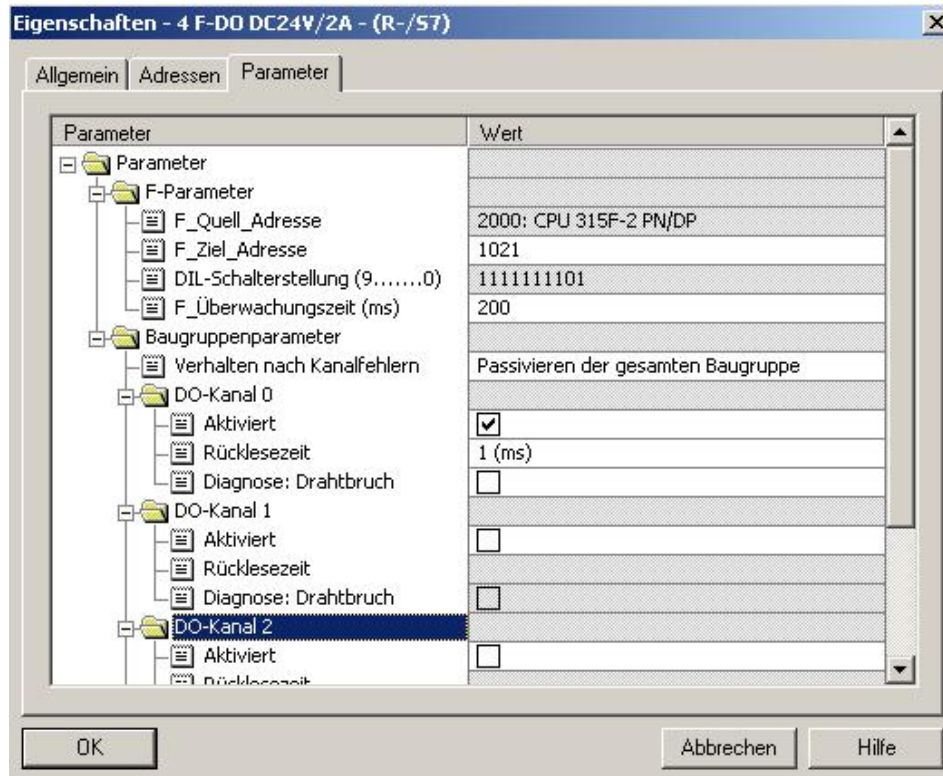 Eigenschaften - 4 F-DO DC24V/2A - (R-/S7)
Allgemein Adressen Parameter
Parameter Wert
Parameter
F-Parameter
F_Quell_Adresse 2000: CPU 315F-2 PN/DP
F_Ziel_Adresse 1021
DIL-Schalterstellung (9.......0) 1111111101
F_Überwachungszeit (ms) 200
Baugruppenparameter
Verhalten nach Kanalfehlern Passivieren der gesamten Baugruppe
DO-Kanal 0
Aktiviert
Rücklesezeit 1 (ms)
Diagnose: Drahtbruch
DO-Kanal 1
Aktiviert
Rücklesezeit
Diagnose: Drahtbruch
DO-Kanal 2
Aktiviert
Rücklesezeit
OK Abbrechen Hilfe